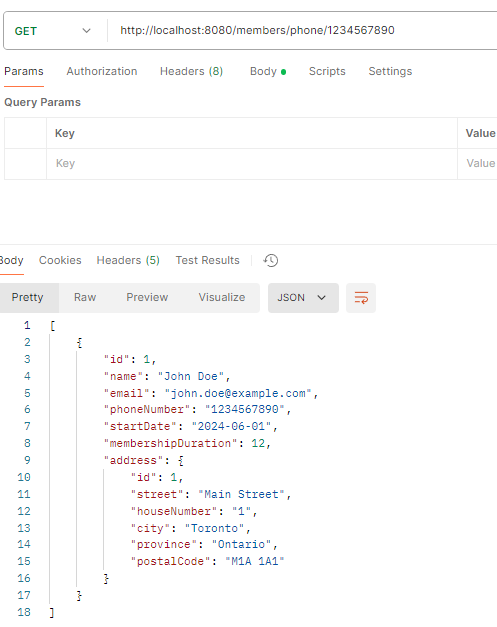 GET http://localhost:8080/members/phone/1234567890
Params Authorization Headers (8) Body Scripts Settings
Query Params
Key Value
Key Value
Body Cookies Headers (5) Test Results
Pretty Raw Preview Visualize JSON
1 [
2 {
3 "id": 1,
4 "name": "John Doe",
5 "email": "john.doe@example.com",
6 "phoneNumber": "1234567890",
7 "startDate": "2024-06-01",
8 "membershipDuration": 12,
9 "address": {
10 "id": 1,
11 "street": "Main Street",
12 "houseNumber": "1",
13 "city": "Toronto",
14 "province": "Ontario",
15 "postalCode": "M1A 1A1"
16 }
17 }
18 ]